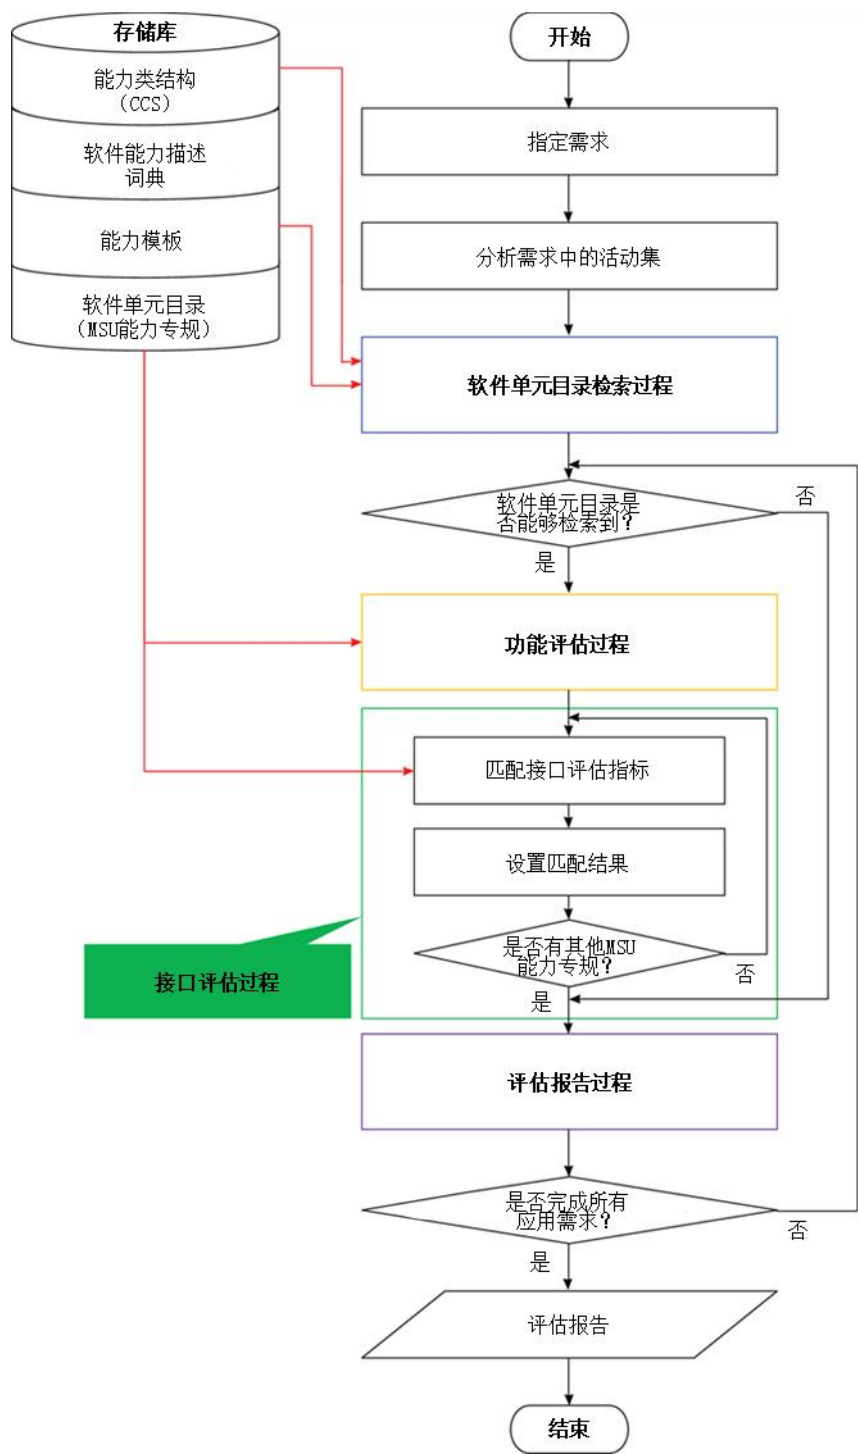 存储库
能力类结构
（CCS）
软件能力描述
词典
能力模板
软件单元目录
（MSU能力专规）
开始
指定需求
分析需求中的活动集
软件单元目录检索过程
软件单元目录是
否能够检索到？
否
是
功能评估过程
匹配接口评估指标
设置匹配结果
是否有其他MSU
能力专规？
否
是
接口评估过程
评估报告过程
是否完成所有
应用需求？
否
是
评估报告
结束